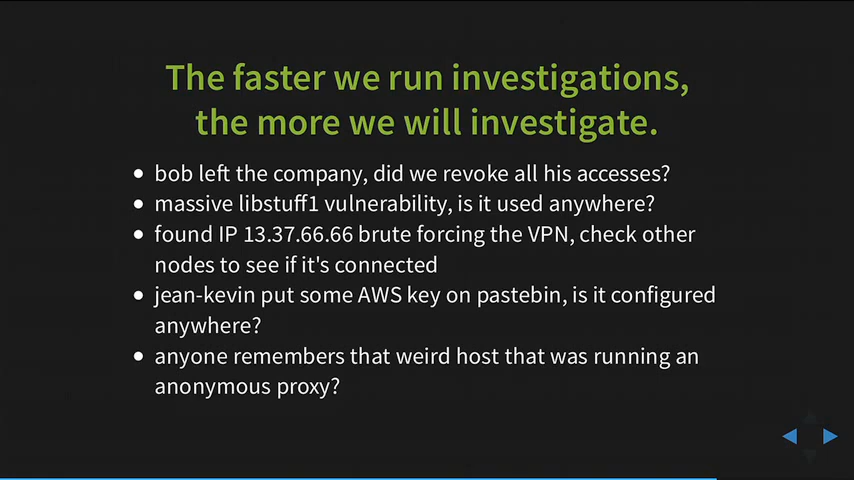 The faster we run investigations,
the more we will investigate.
bob left the company, did we revoke all his accesses?
massive libstuff1 vulnerability, is it used anywhere?
found IP 13.37.66.66 brute forcing the VPN, check other
nodes to see if it's connected
jean-kevin put some AWS key on pastebin, is it configured
anywhere?
anyone remembers that weird host that was running an
anonymous proxy?